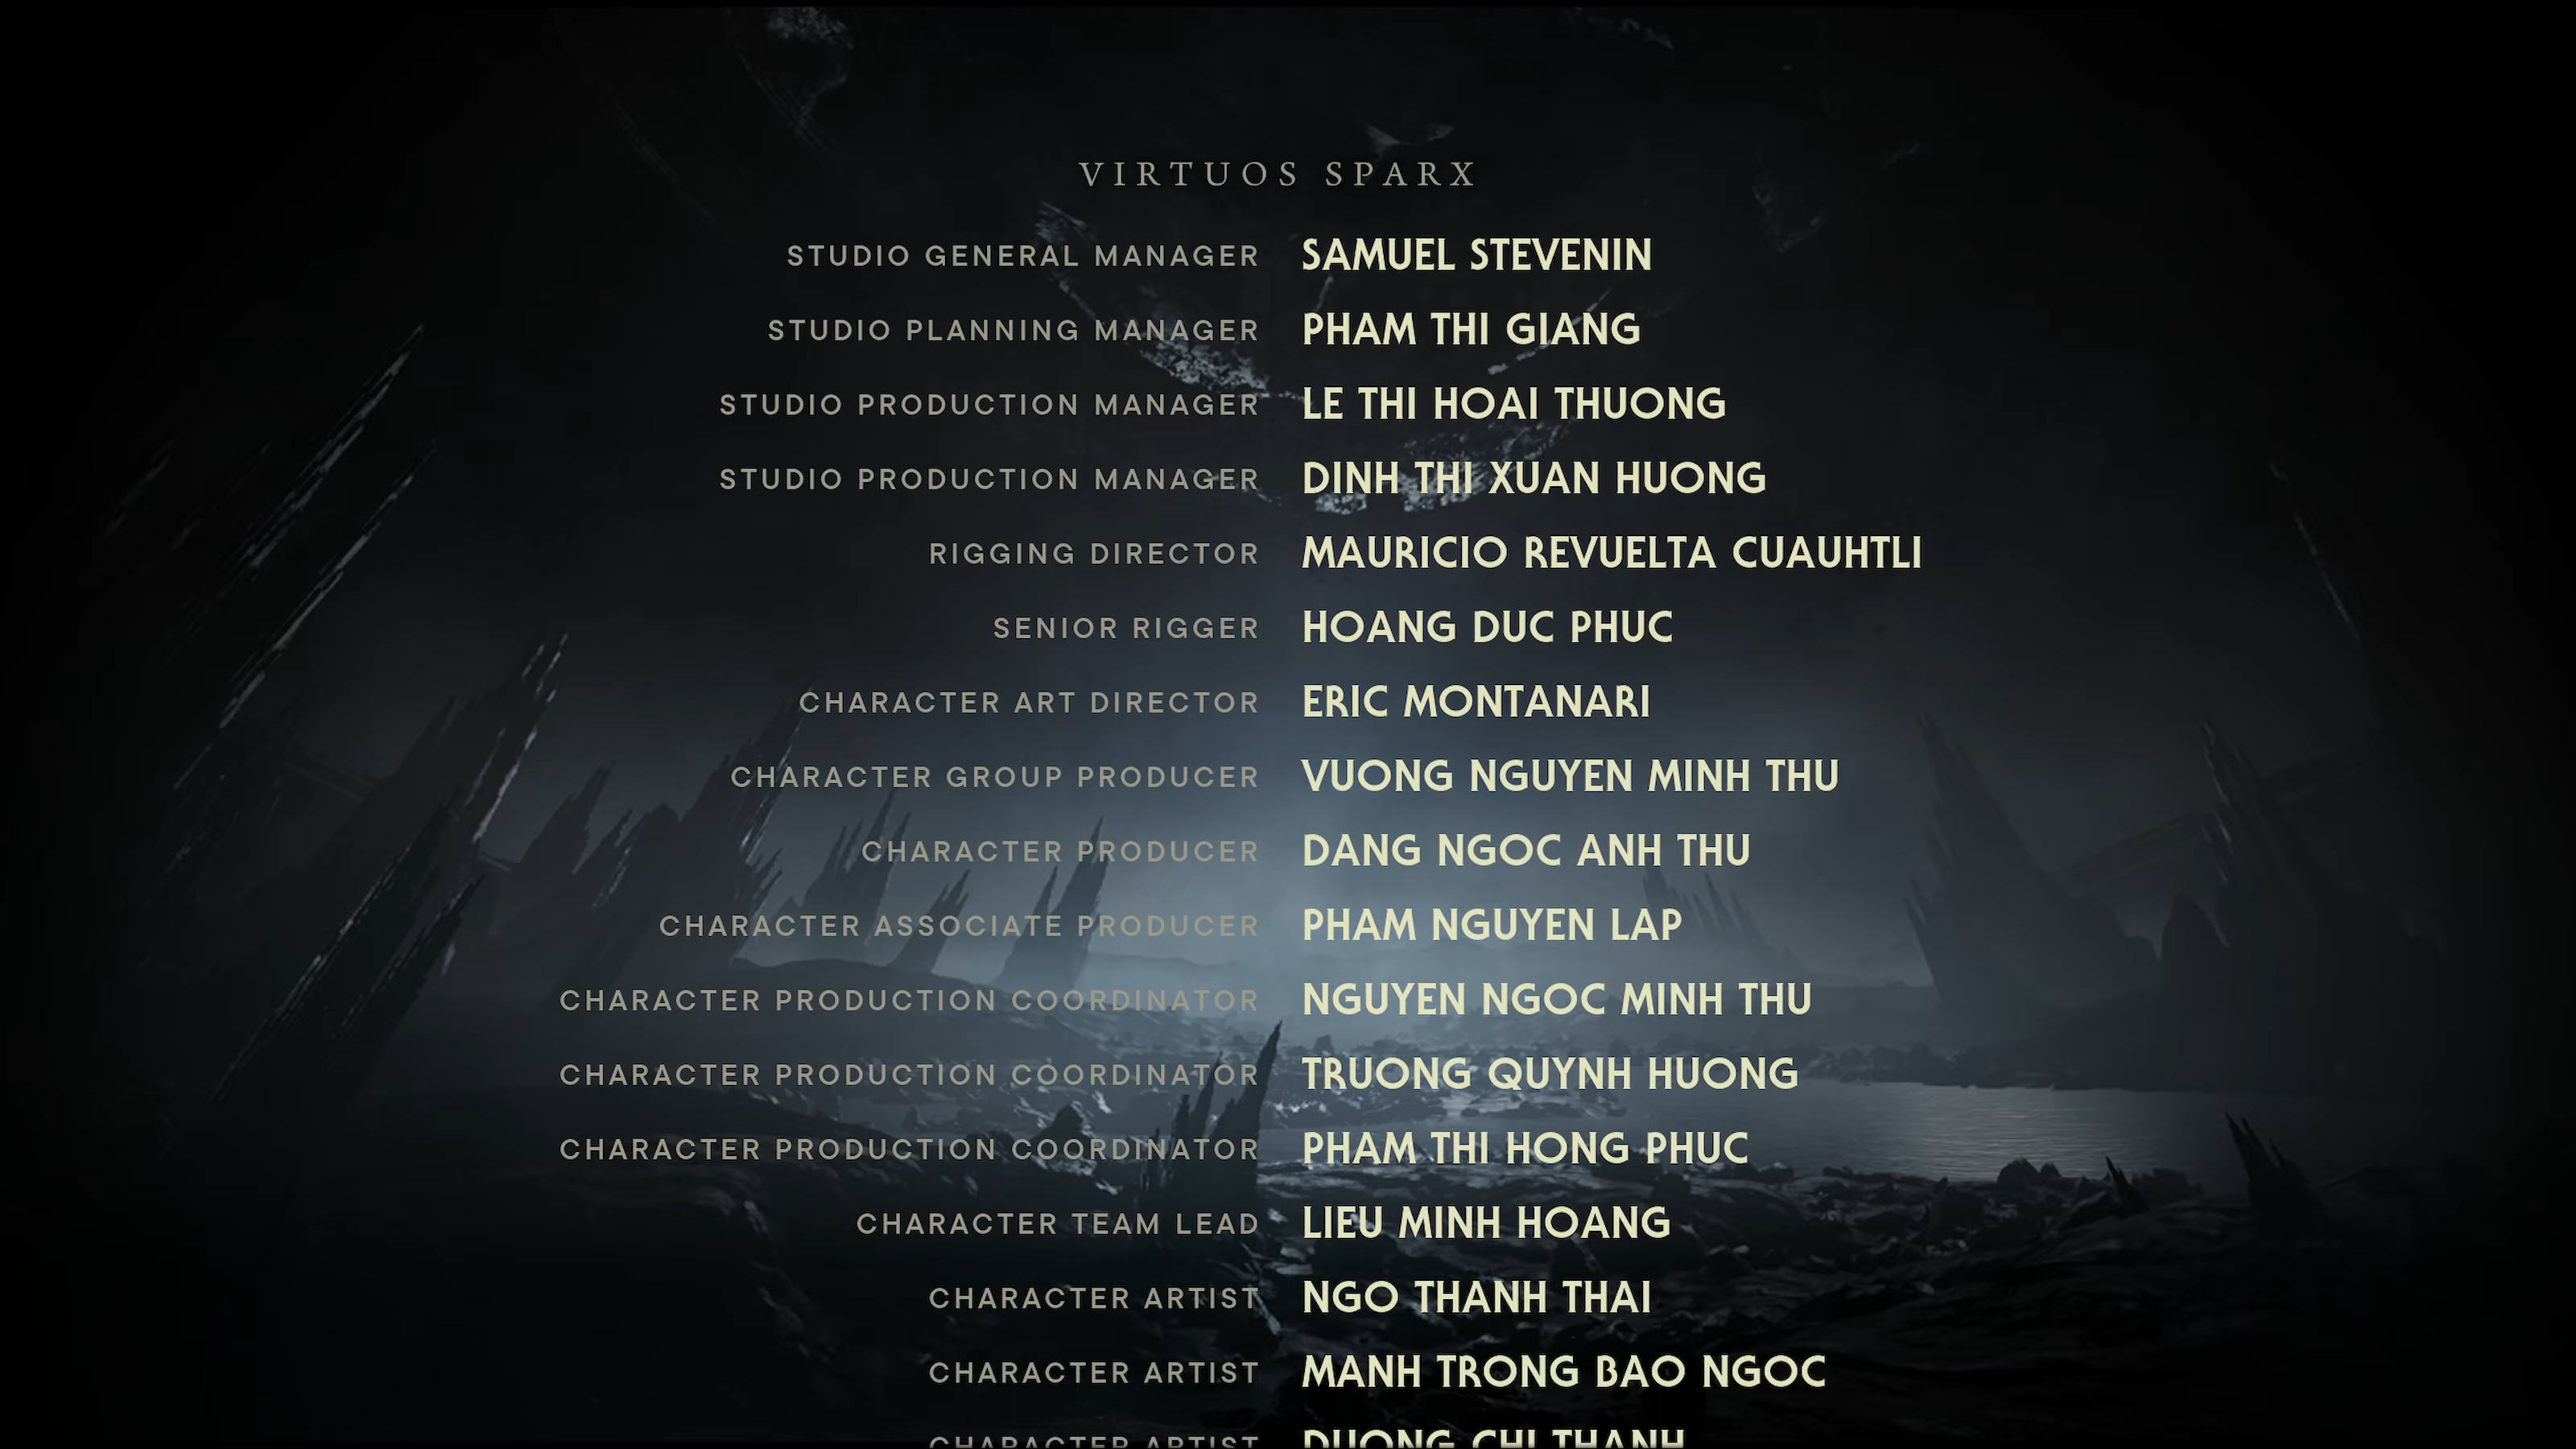 VIRTUOS SPARX
STUDIO GENERAL MANAGER SAMUEL STEVENIN
STUDIO PLANNING MANAGER PHAM THI GIANG
STUDIO PRODUCTION MANAGER LE THI HOAI THUONG
STUDIO PRODUCTION MANAGER DINH THI XUAN HUONG
RIGGING DIRECTOR MAURICIO REVUELTA CUAUHTLI
SENIOR RIGGER HOANG DUC PHUC
CHARACTER ART DIRECTOR ERIC MONTANARI
CHARACTER GROUP PRODUCER VUONG NGUYEN MINH THU
CHARACTER PRODUCER DANG NGOC ANH THU
CHARACTER ASSOCIATE PRODUCER PHAM NGUYEN LAP
CHARACTER PRODUCTION COORDINATOR NGUYEN NGOC MINH THU
CHARACTER PRODUCTION COORDINATOR TRUONG QUYNH HUONG
CHARACTER PRODUCTION COORDINATOR PHAM THI HONG PHUC
CHARACTER TEAM LEAD LIEU MINH HOANG
CHARACTER ARTIST NGO THANH THAI
CHARACTER ARTIST MANH TRONG BAO NGOC
CHARACTER ARTIST DUONG CHI THANH